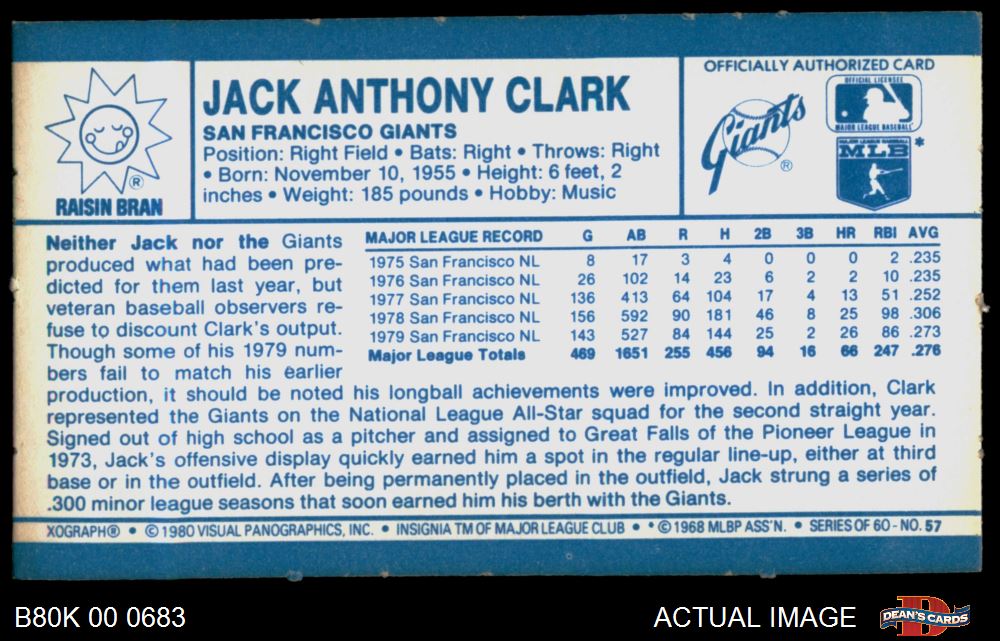 OFFICIALLY AUTHORIZED CARD
JACK ANTHONY CLARK
SAN FRANCISCO GIANTS
Position: Right Field • Bats: Right • Throws: Right
• Born: November 10, 1955 • Height: 6 feet, 2
inches • Weight: 185 pounds • Hobby: Music
®
RAISIN BRAN
Giants
®
OFFICIAL LICENSEE
MAJOR LEAGUE BASEBALL
MLB *
Neither Jack nor the Giants
produced what had been pre-
dicted for them last year, but
veteran baseball observers re-
fuse to discount Clark's output.
Though some of his 1979 num-
bers fail to match his earlier
MAJOR LEAGUE RECORD G AB R H 2B 3B HR RBI AVG
1975 San Francisco NL 8 17 3 4 0 0 0 2 .235
1976 San Francisco NL 26 102 14 23 6 2 2 10 .235
1977 San Francisco NL 136 413 64 104 17 4 13 51 .252
1978 San Francisco NL 156 592 90 181 46 8 25 98 .306
1979 San Francisco NL 143 527 84 144 25 2 26 86 .273
Major League Totals 469 1651 255 456 94 16 66 247 .276
production, it should be noted his longball achievements were improved. In addition, Clark
represented the Giants on the National League All-Star squad for the second straight year.
Signed out of high school as a pitcher and assigned to Great Falls of the Pioneer League in
1973, Jack's offensive display quickly earned him a spot in the regular line-up, either at third
base or in the outfield. After being permanently placed in the outfield, Jack strung a series of
.300 minor league seasons that soon earned him his berth with the Giants.
XOGRAPH® • © 1980 VISUAL PANOGRAPHICS, INC. • INSIGNIA TM OF MAJOR LEAGUE CLUB • * © 1968 MLBP ASS'N. • SERIES OF 60 - NO. 57
B80K 00 0683
ACTUAL IMAGE
DEAN'S CARDS